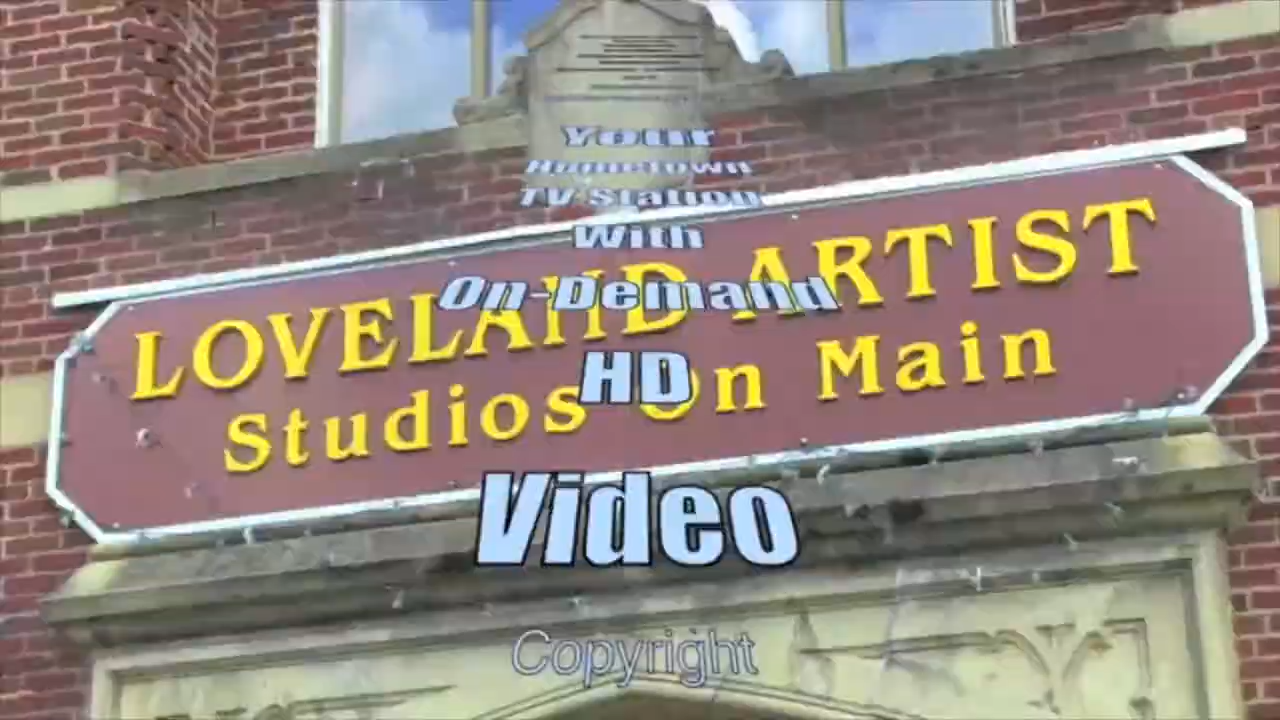 Your
Hometown
TV Station
With
On-Demand
LOVELAND ARTIST
HD
Studios On Main
Video
Copyright